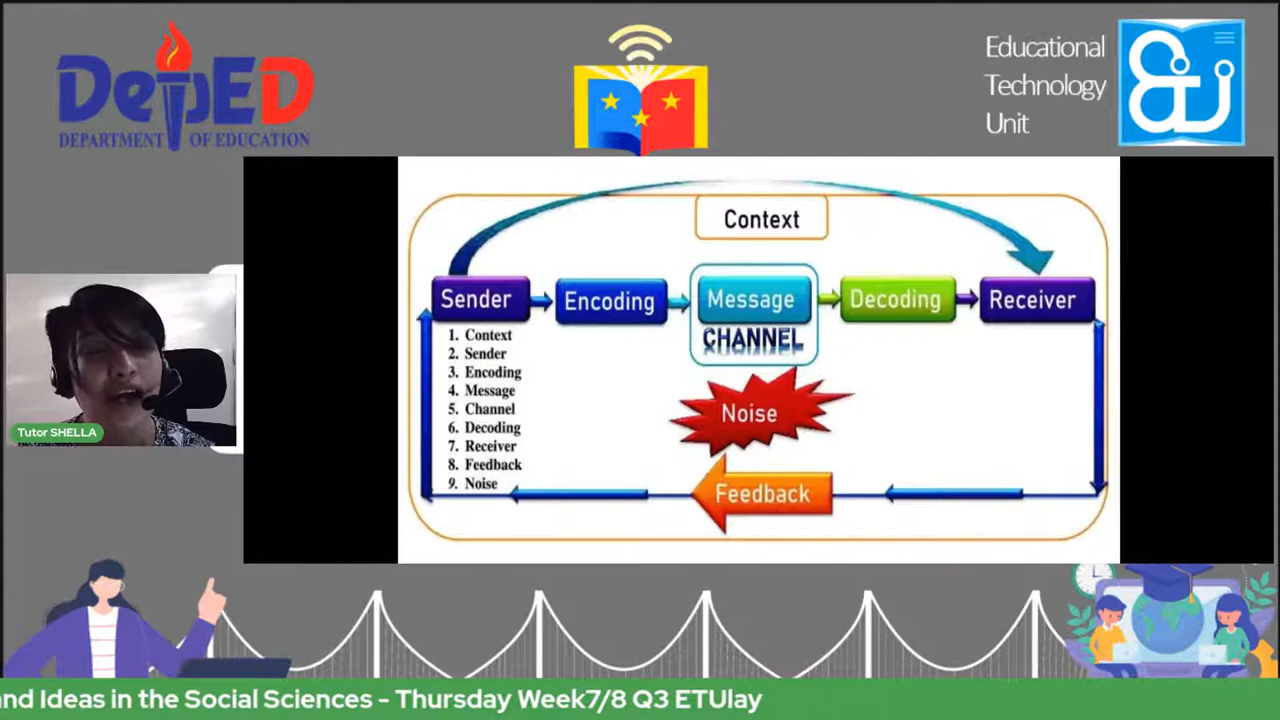 DepED
DEPARTMENT OF EDUCATION
Educational
Technology
Unit
Context
Sender
Encoding
Message
Decoding
Receiver
CHANNEL
1. Context
2. Sender
3. Encoding
4. Message
5. Channel
6. Decoding
7. Receiver
8. Feedback
9. Noise
Noise
Feedback
Tutor SHELLA
and Ideas in the Social Sciences - Thursday Week7/8 Q3 ETUlay